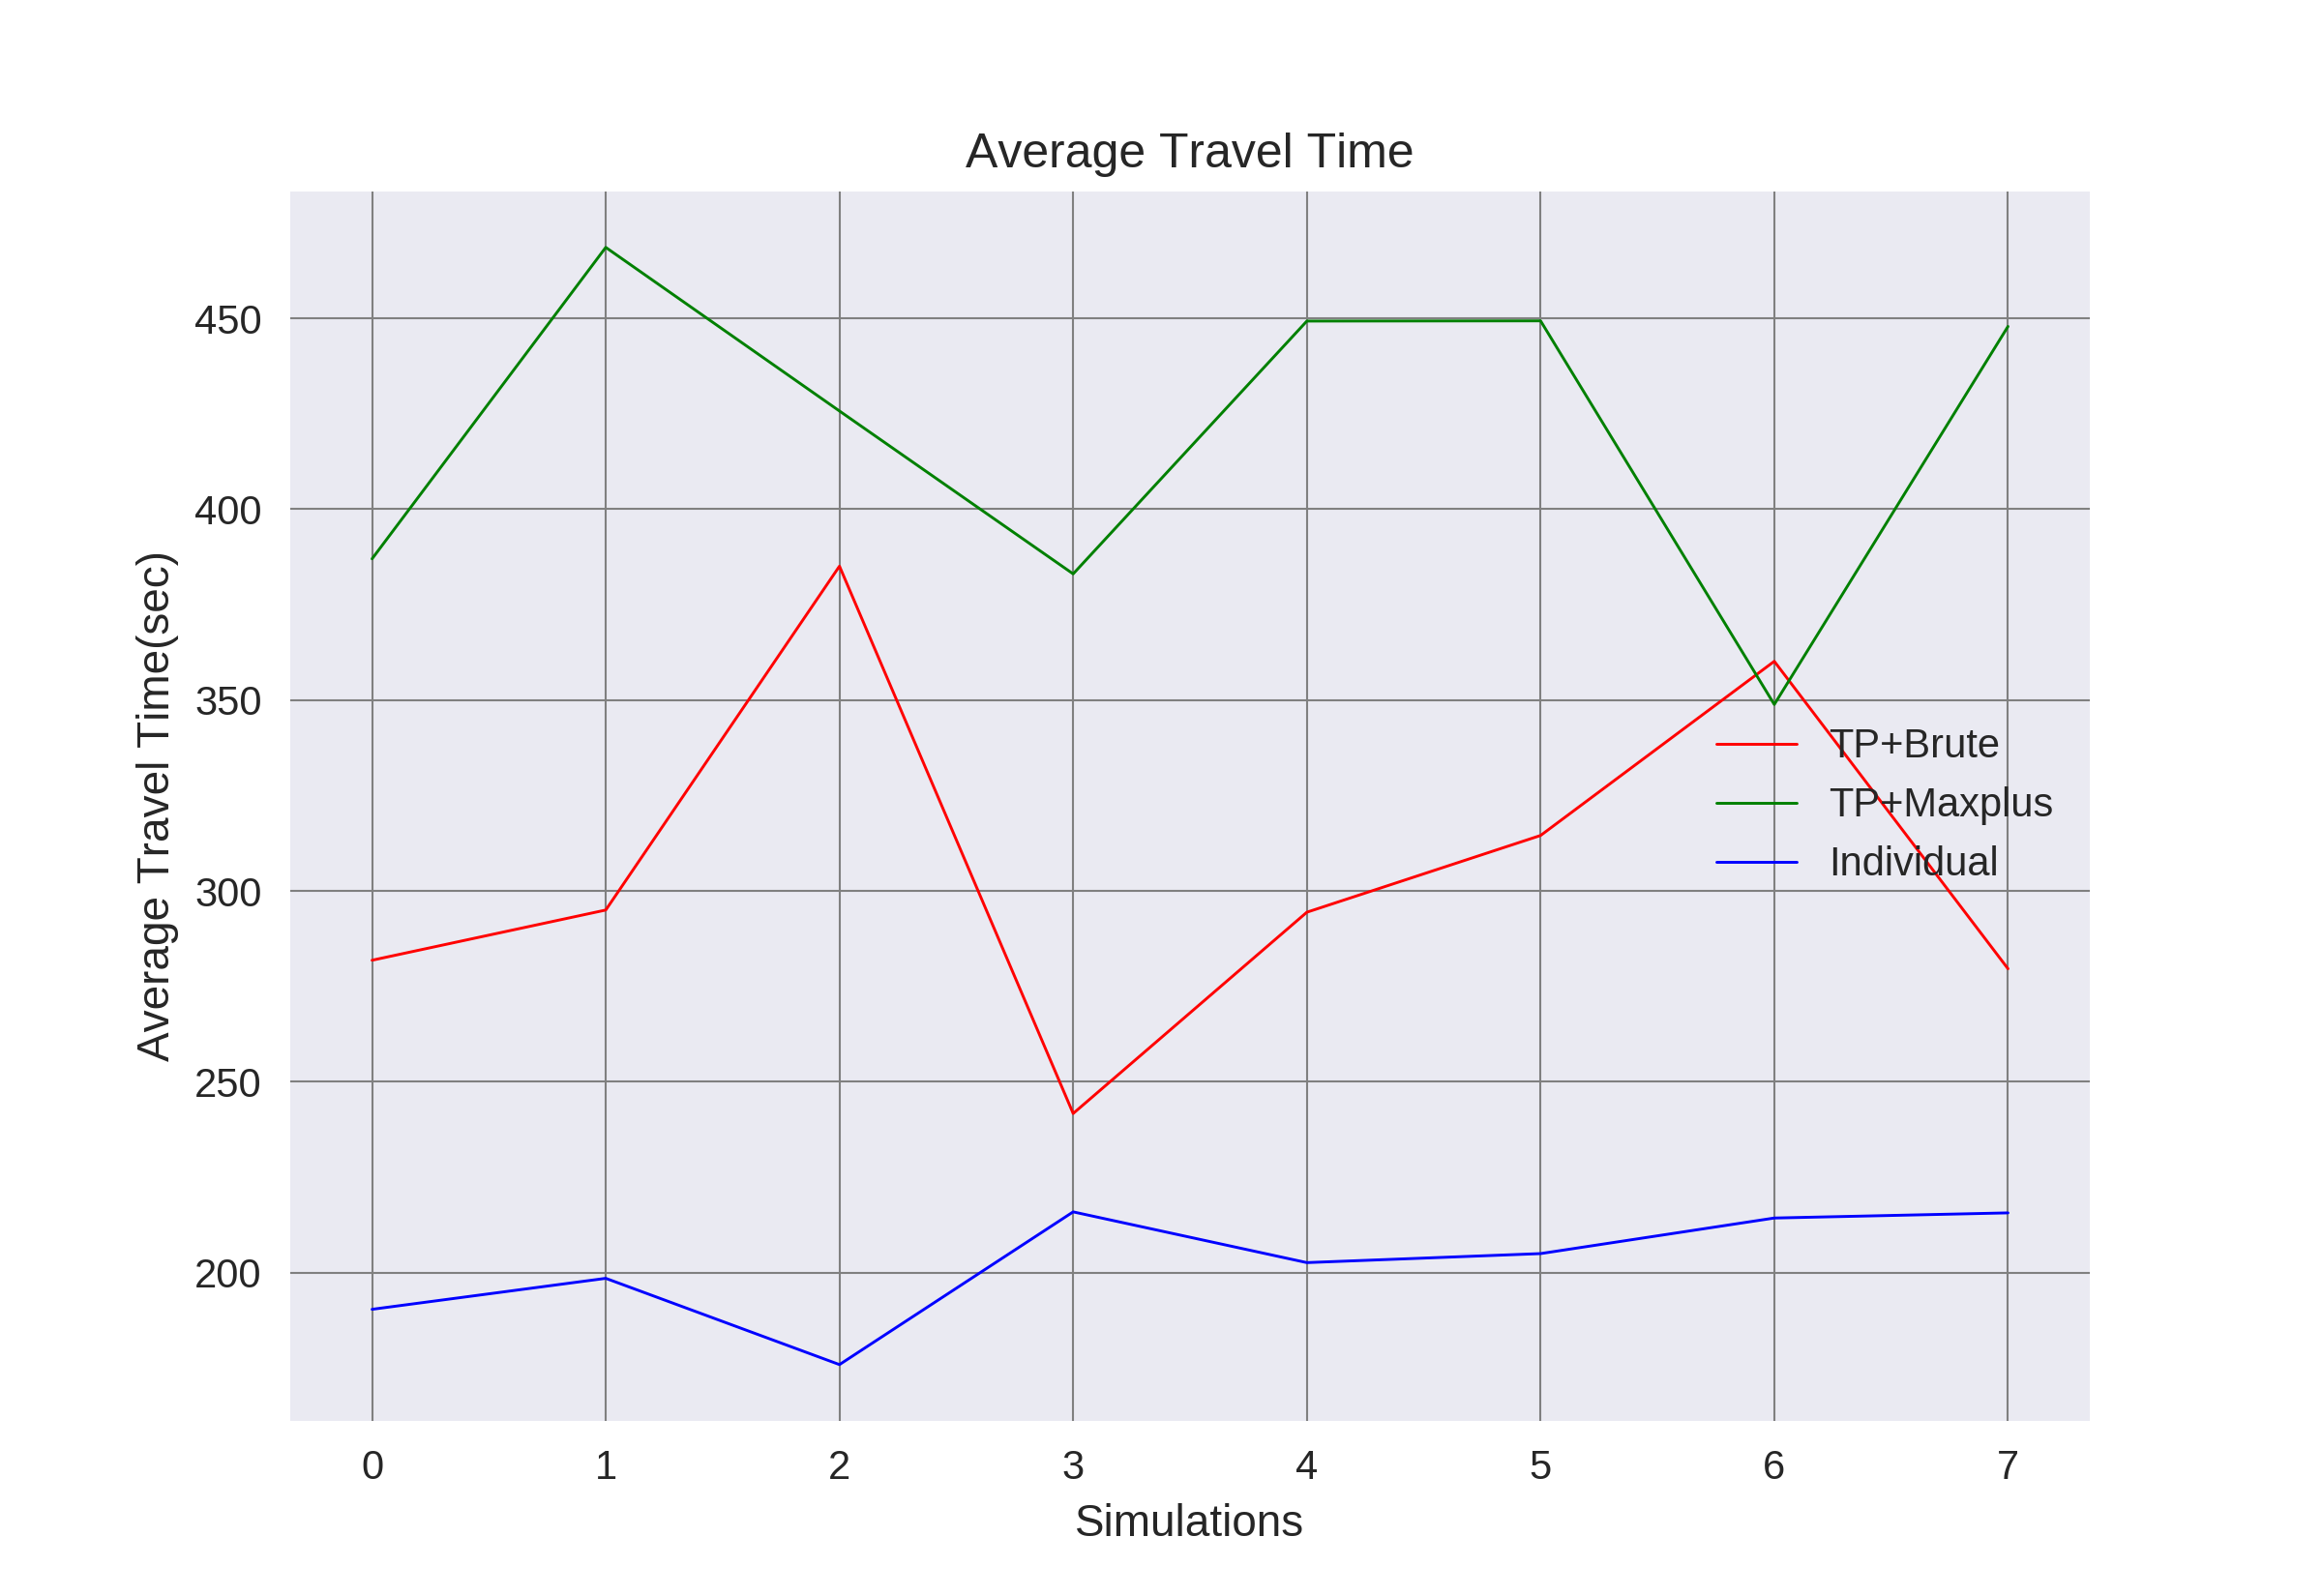 Average Travel Time
Average Travel Time(sec)
450
400
350
300
250
200
TP+Brute
TP+Maxplus
Individual
0 1 2 3 4 5 6 7
Simulations